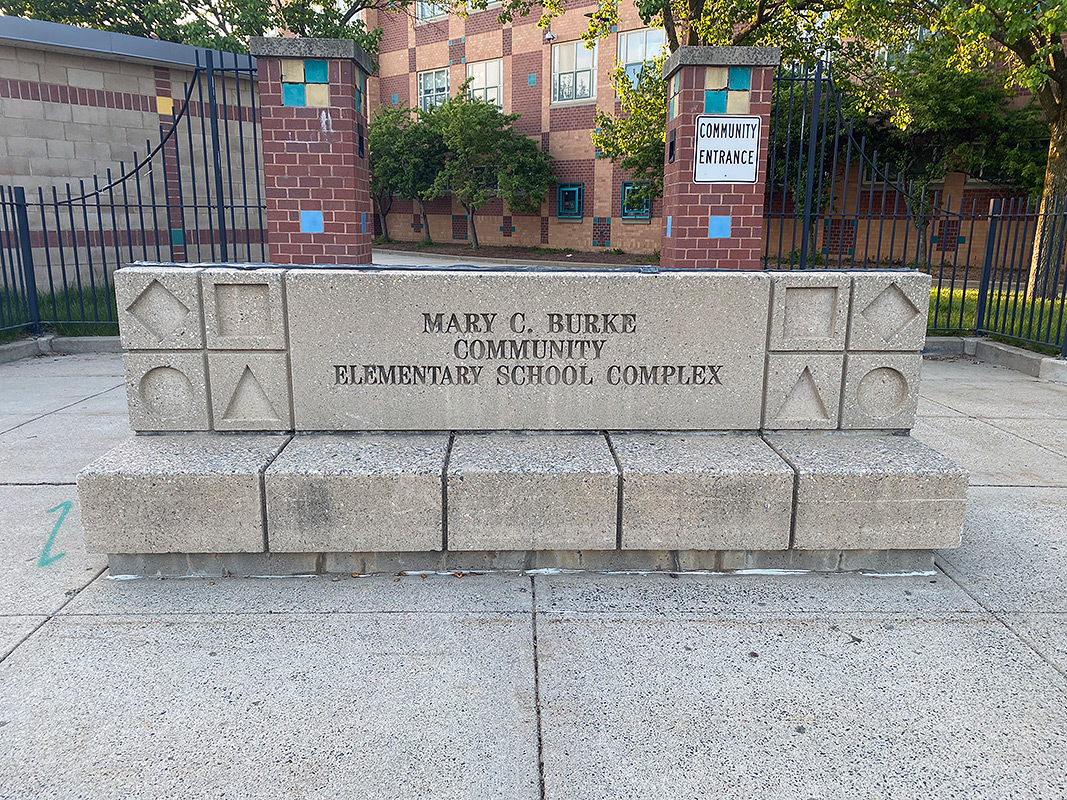 COMMUNITY
ENTRANCE
MARY C. BURKE
COMMUNITY
ELEMENTARY SCHOOL COMPLEX